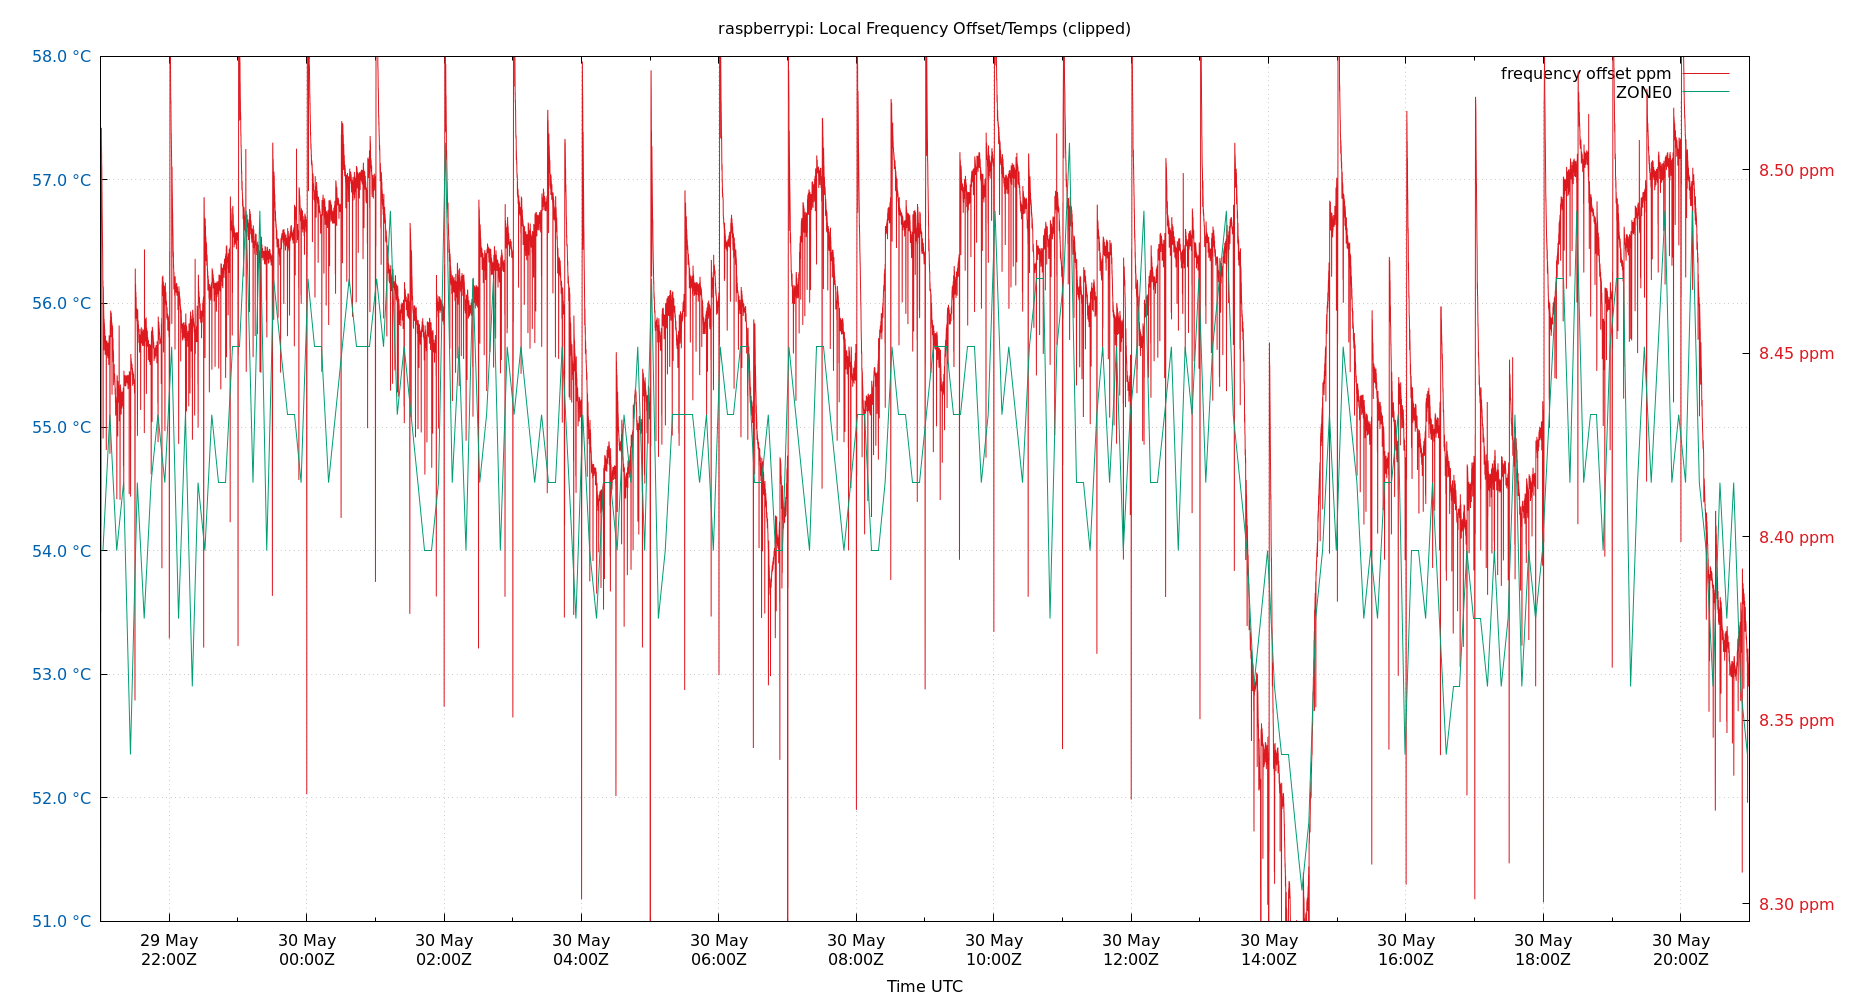 raspberrypi: Local Frequency Offset/Temps (clipped)
58.0 °C
57.0 °C
56.0 °C
55.0 °C
54.0 °C
53.0 °C
52.0 °C
51.0 °C
frequency offset ppm
ZONE0
8.50 ppm
8.45 ppm
8.40 ppm
8.35 ppm
8.30 ppm
29 May
22:00Z
30 May
00:00Z
30 May
02:00Z
30 May
04:00Z
30 May
06:00Z
30 May
08:00Z
30 May
10:00Z
30 May
12:00Z
30 May
14:00Z
30 May
16:00Z
30 May
18:00Z
30 May
20:00Z
Time UTC